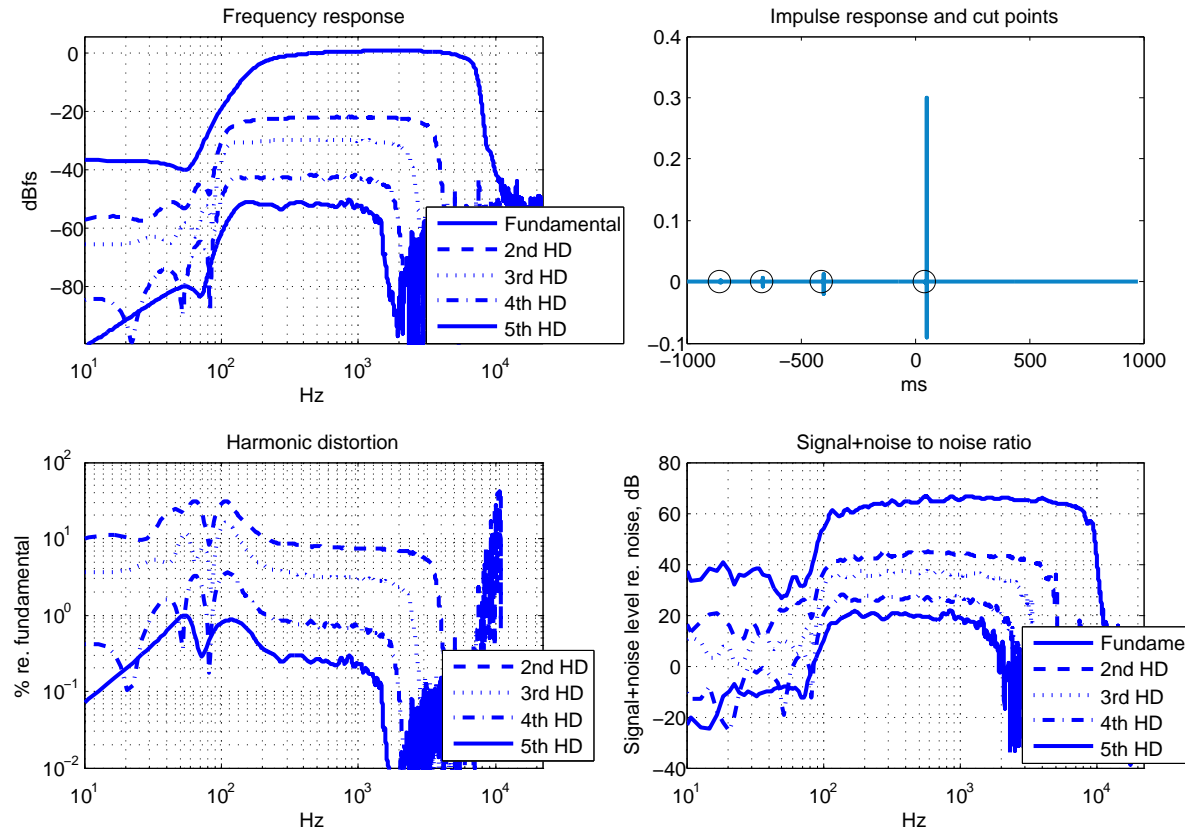 Frequency response
0
−20
−40
−60
−80
dBfs
10^1
10^2
10^3
10^4
Hz
Fundamental
2nd HD
3rd HD
4th HD
5th HD
Impulse response and cut points
0.4
0.3
0.2
0.1
0
−0.1
−1000
−500
0
500
1000
ms
Harmonic distortion
10^2
10^1
10^0
10^−1
10^−2
% re. fundamental
10^1
10^2
10^3
10^4
Hz
2nd HD
3rd HD
4th HD
5th HD
Signal+noise to noise ratio
80
60
40
20
0
−20
−40
Signal+noise level re. noise, dB
10^1
10^2
10^3
10^4
Hz
Fundame
2nd HD
3rd HD
4th HD
5th HD